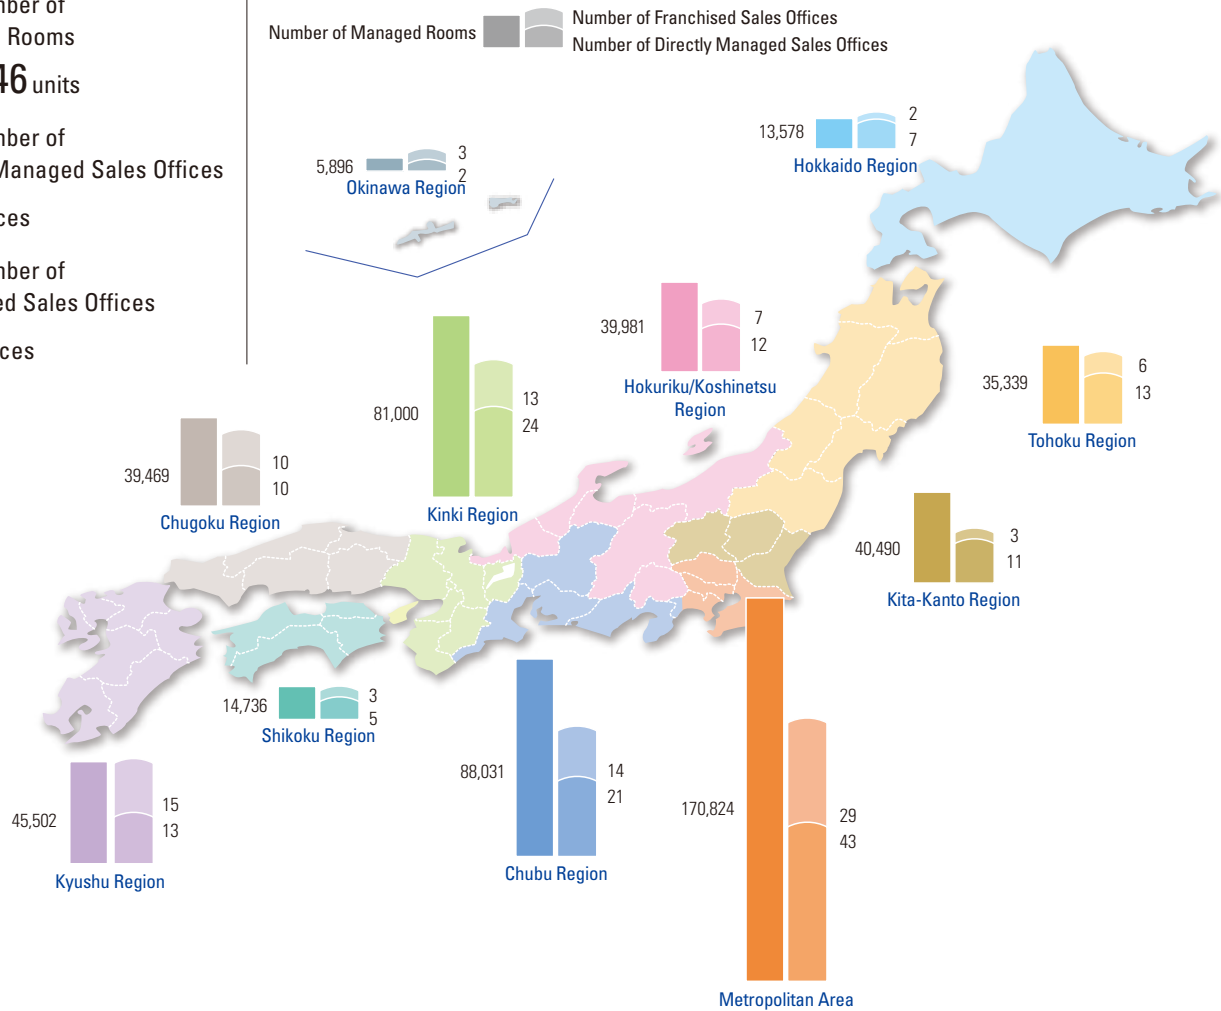 mber of
Rooms
46 units
mber of
Managed Sales Offices
ces
mber of
ed Sales Offices
ces
Number of Managed Rooms
Number of Franchised Sales Offices
Number of Directly Managed Sales Offices
13,578
2
7
Hokkaido Region
5,896
3
2
Okinawa Region
39,981
7
12
Hokuriku/Koshinetsu
Region
35,339
6
13
Tohoku Region
81,000
13
24
Kinki Region
39,469
10
10
Chugoku Region
40,490
3
11
Kita-Kanto Region
14,736
3
5
Shikoku Region
88,031
14
21
Chubu Region
170,824
29
43
Metropolitan Area
45,502
15
13
Kyushu Region